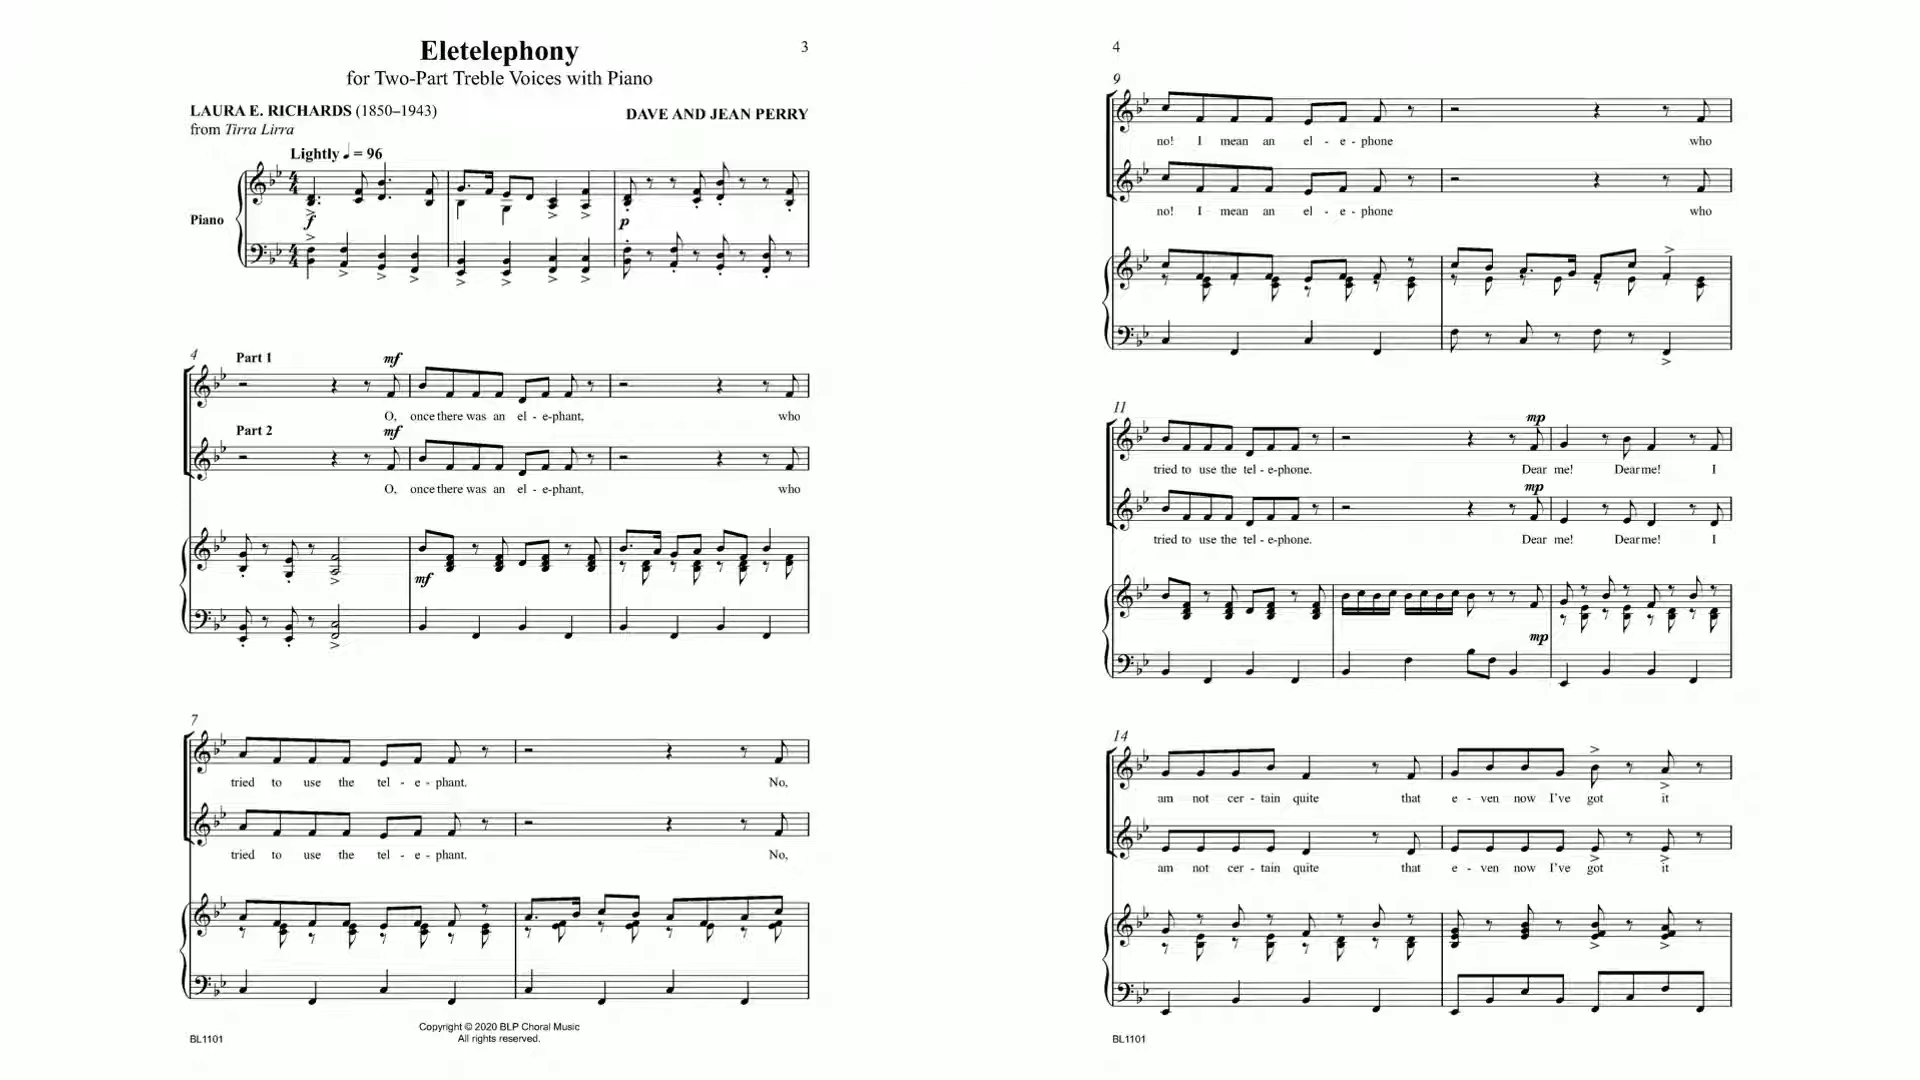 3
Eletelephony
for Two-Part Treble Voices with Piano
LAURA E. RICHARDS (1850–1943)
from Tirra Lirra
DAVE AND JEAN PERRY
Lightly ♩ = 96
Piano
f
p
4
Part 1
mf
O, once there was an el - e - phant, who
Part 2
mf
O, once there was an el - e - phant, who
mf
7
tried to use the tel - e - phant. No,
tried to use the tel - e - phant. No,
Copyright © 2020 BLP Choral Music
All rights reserved.
BL1101
4
9
no! I mean an el - e - phone who
no! I mean an el - e - phone who
11
mp
tried to use the tel - e - phone. Dear me! Dear me! I
mp
tried to use the tel - e - phone. Dear me! Dear me! I
mp
14
am not cer - tain quite that e - ven now I've got it
am not cer - tain quite that e - ven now I've got it
BL1101